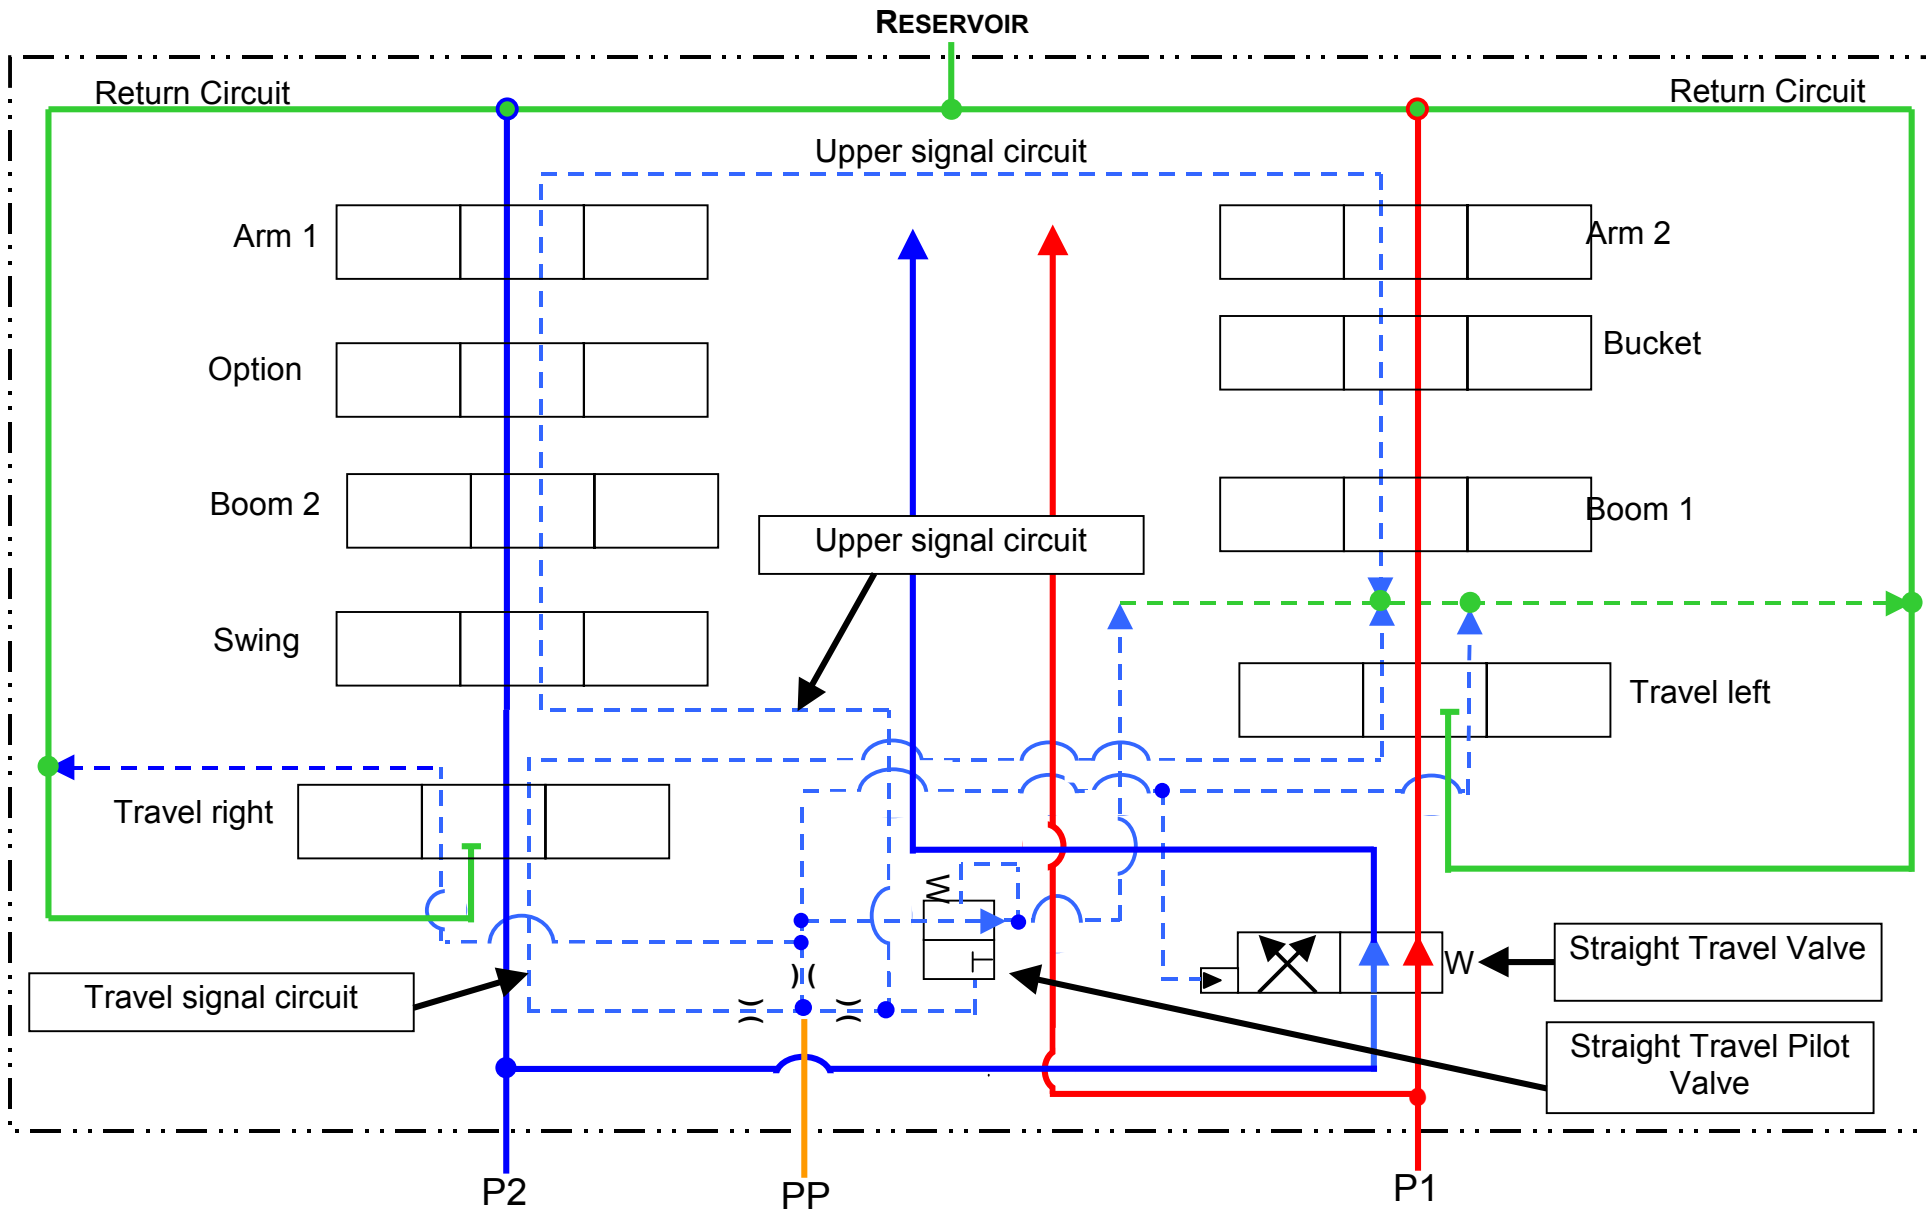 RESERVOIR
Return Circuit
Return Circuit
Upper signal circuit
Arm 1
Arm 2
Bucket
Option
Boom 2
Boom 1
Upper signal circuit
Swing
Travel left
Travel right
W
Straight Travel Valve
W
Travel signal circuit
Straight Travel Pilot
Valve
P2
PP
P1